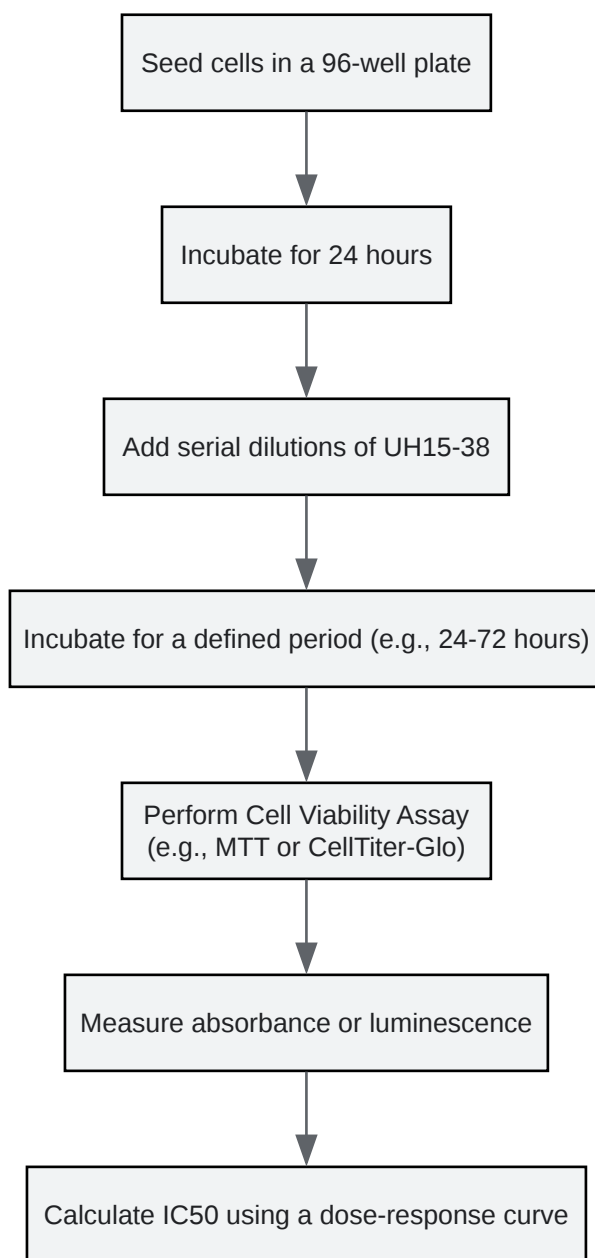 Seed cells in a 96-well plate
Incubate for 24 hours
Add serial dilutions of UH15-38
Incubate for a defined period (e.g., 24-72 hours)
Perform Cell Viability Assay
(e.g., MTT or CellTiter-Glo)
Measure absorbance or luminescence
Calculate IC50 using a dose-response curve